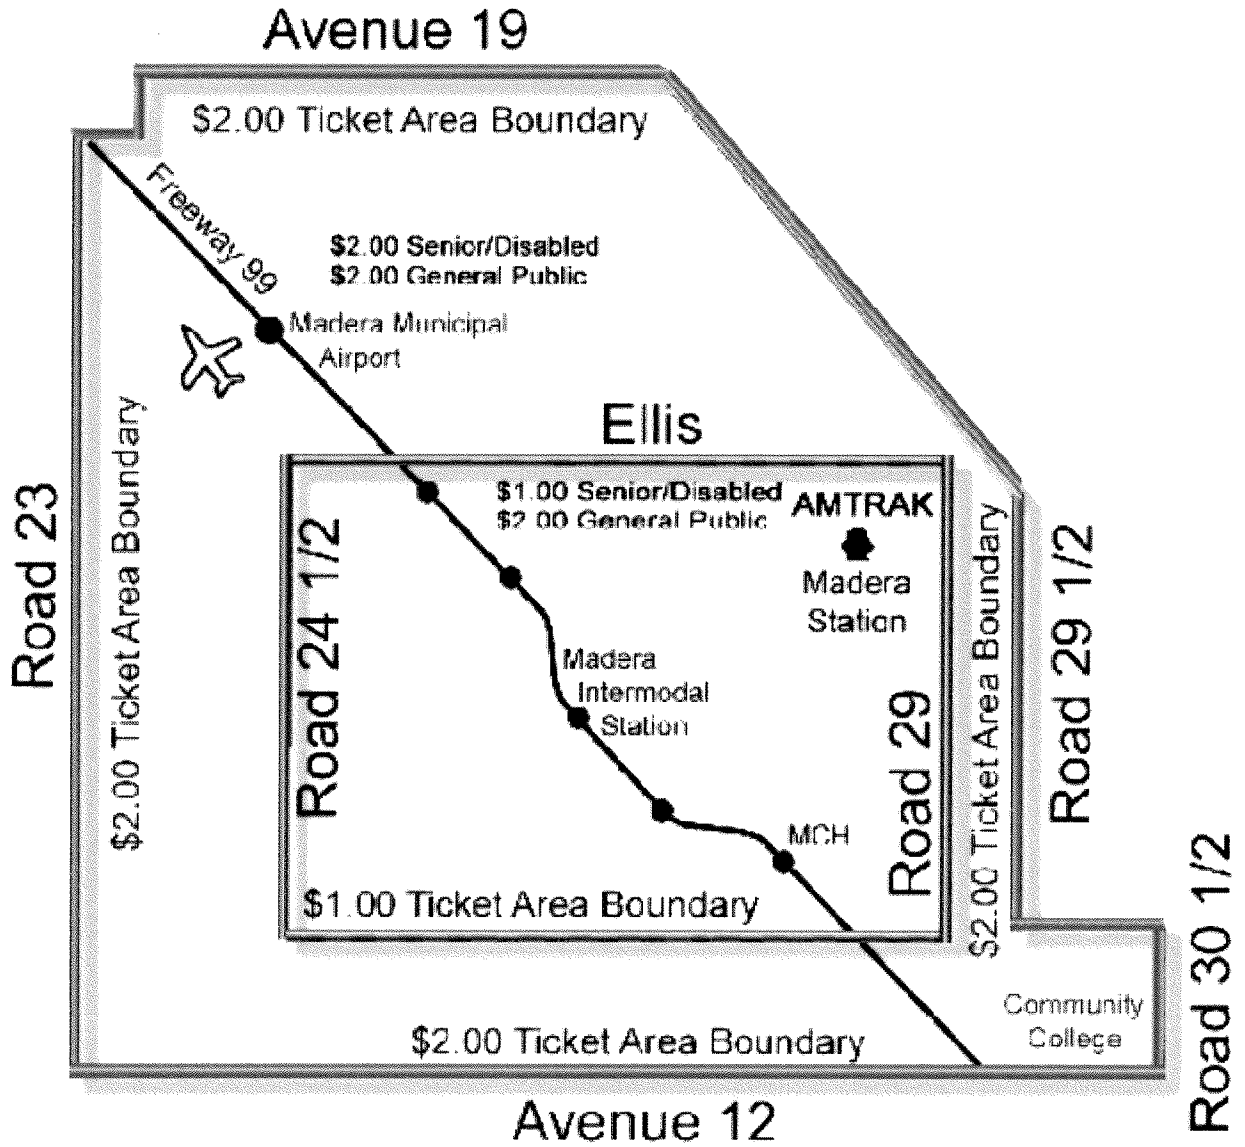 Avenue 19
$2.00 Ticket Area Boundary
Freeway 99
$2.00 Senior/Disabled
$2.00 General Public
Madera Municipal
Airport
Ellis
$1.00 Senior/Disabled
$2.00 General Public
AMTRAK
Madera
Station
Road 23
$2.00 Ticket Area Boundary
Road 24 1/2
Madera
Intermodal
Station
Road 29
$2.00 Ticket Area Boundary
Road 29 1/2
MCH
$1.00 Ticket Area Boundary
Road 30 1/2
Community
College
$2.00 Ticket Area Boundary
Avenue 12